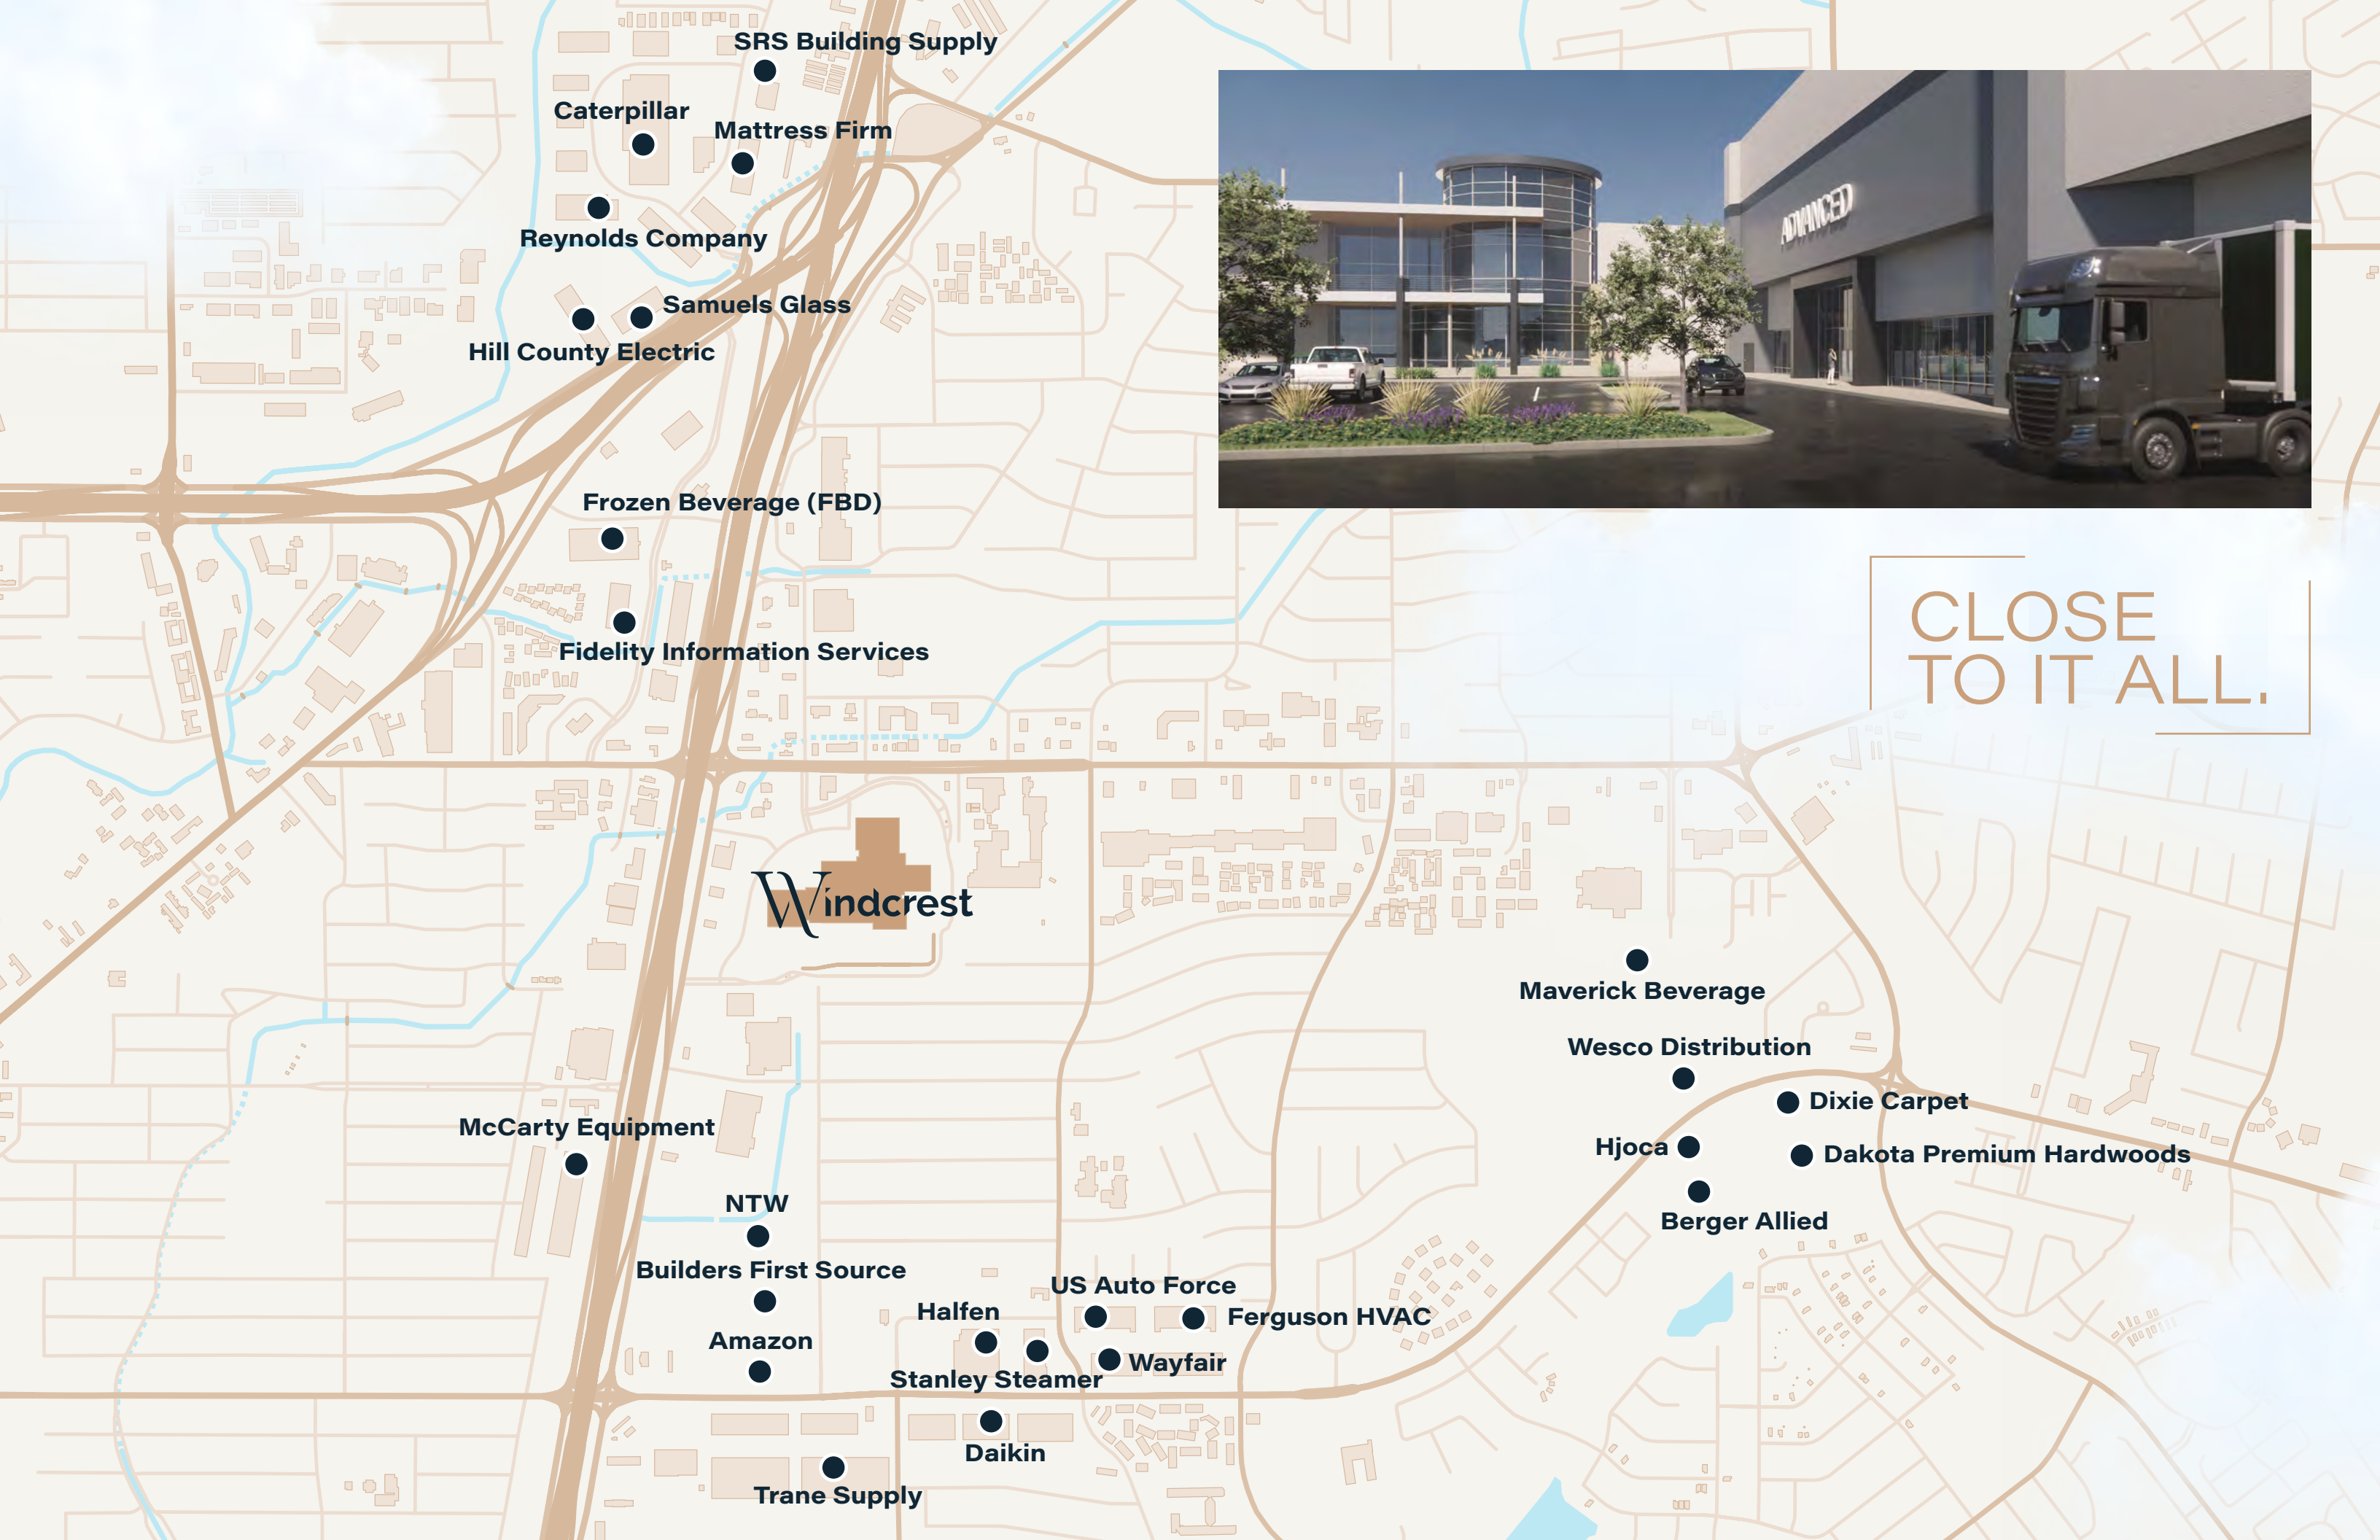 SRS Building Supply
Caterpillar
Mattress Firm
Reynolds Company
Samuels Glass
Hill County Electric
ADVANCED
Frozen Beverage (FBD)
CLOSE
TO IT ALL.
Fidelity Information Services
Windcrest
Maverick Beverage
Wesco Distribution
Dixie Carpet
McCarty Equipment
Hjoca
Dakota Premium Hardwoods
NTW
Berger Allied
Builders First Source
US Auto Force
Halfen
Ferguson HVAC
Amazon
Wayfair
Stanley Steamer
Daikin
Trane Supply